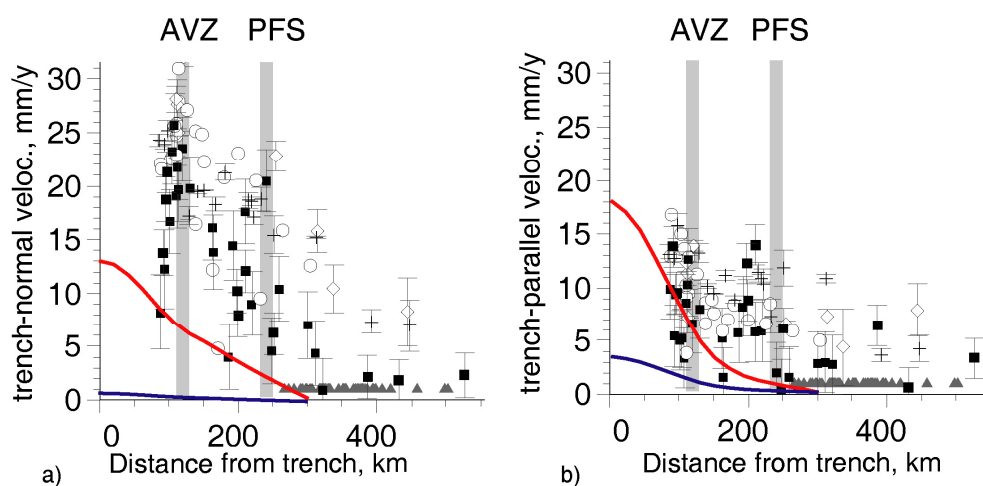 AVZ PFS
30
25
20
15
10
5
0
trench-normal veloc., mm/y
0 200 400
Distance from trench, km
a)
AVZ PFS
30
25
20
15
10
5
0
trench-parallel veloc., mm/y
0 200 400
Distance from trench, km
b)